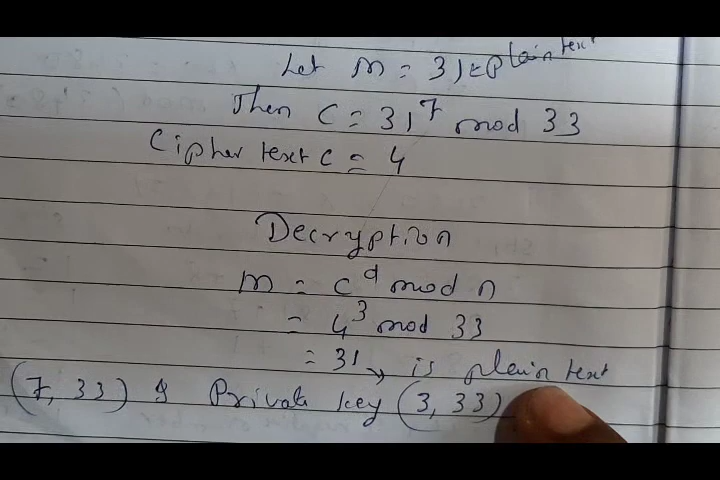 Let m = 31 ← Plain text
Then C = 31^7 mod 33
Cipher text C = 4
Decryption
m = c^d mod n
= 4^3 mod 33
= 31 → is plain text
(7, 33) & Private key (3, 33)